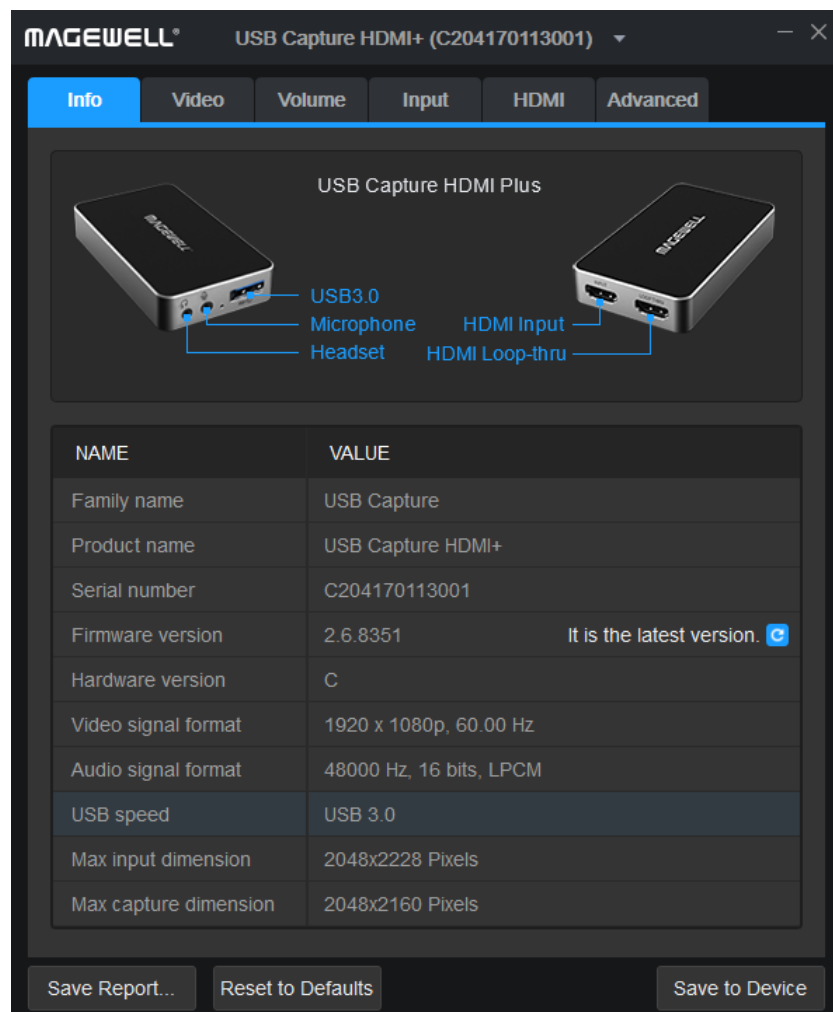 MAGEWELL® USB Capture HDMI+ (C204170113001)
Info Video Volume Input HDMI Advanced
USB Capture HDMI Plus
MAGEWELL
MAGEWELL
INPUT
USB3.0
Microphone HDMI Input
Headset HDMI Loop-thru
NAME VALUE
Family name USB Capture
Product name USB Capture HDMI+
Serial number C204170113001
Firmware version 2.6.8351 It is the latest version.
Hardware version C
Video signal format 1920 x 1080p, 60.00 Hz
Audio signal format 48000 Hz, 16 bits, LPCM
USB speed USB 3.0
Max input dimension 2048x2228 Pixels
Max capture dimension 2048x2160 Pixels
Save Report... Reset to Defaults Save to Device